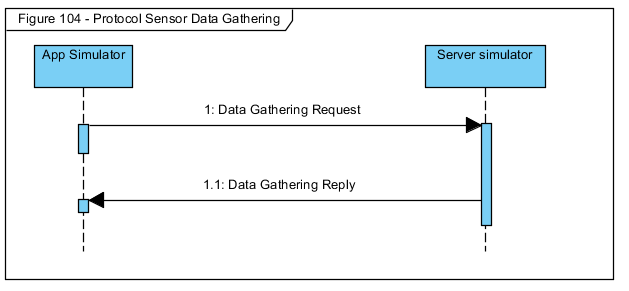 Figure 104 - Protocol Sensor Data Gathering
App Simulator
Server simulator
1: Data Gathering Request
1.1: Data Gathering Reply